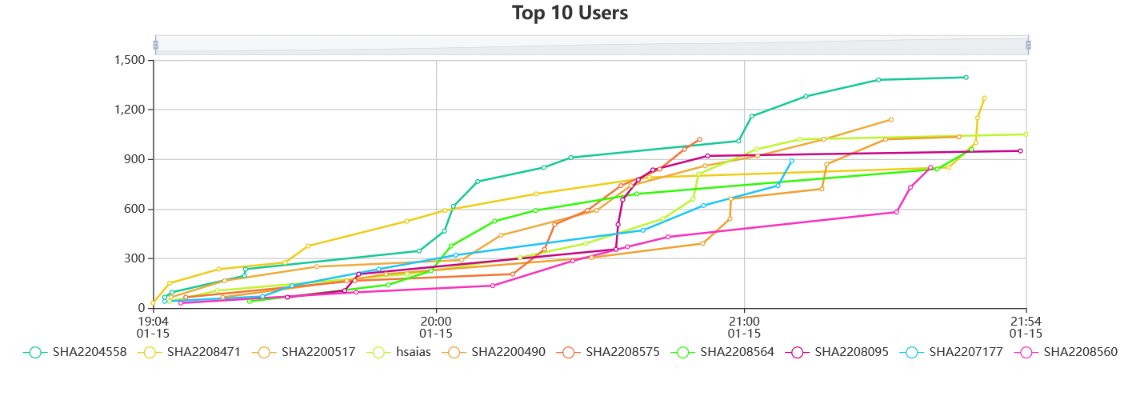 Top 10 Users
1,500
1,200
900
600
300
0
19:04 20:00 21:00 21:54
01-15 01-15 01-15 01-15
SHA2204558 SHA2208471 SHA2200517 hsaias SHA2200490 SHA2208575 SHA2208564 SHA2208095 SHA2207177 SHA2208560